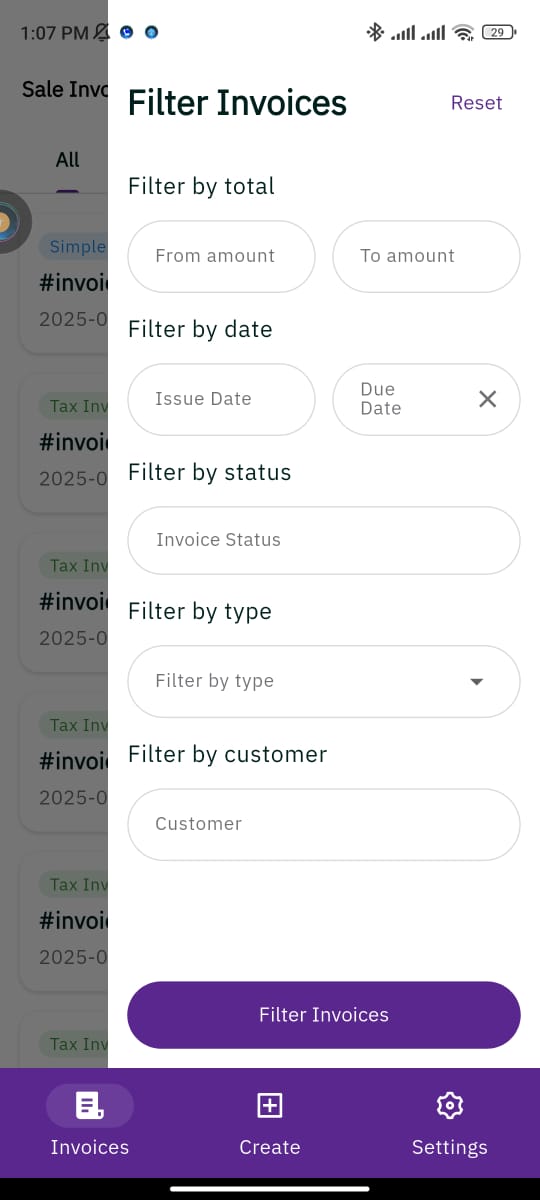 1:07 PM
29
Sale Invo
Filter Invoices
Reset
All
Filter by total
Simple
From amount
To amount
#invoi
2025-0
Filter by date
Issue Date
Due
Date
Tax Inv
#invoi
2025-0
Filter by status
Invoice Status
Tax Inv
#invoi
2025-0
Filter by type
Filter by type
Tax Inv
#invoi
2025-0
Filter by customer
Customer
Tax Inv
#invoi
2025-0
Filter Invoices
Tax Inv
Invoices
Create
Settings